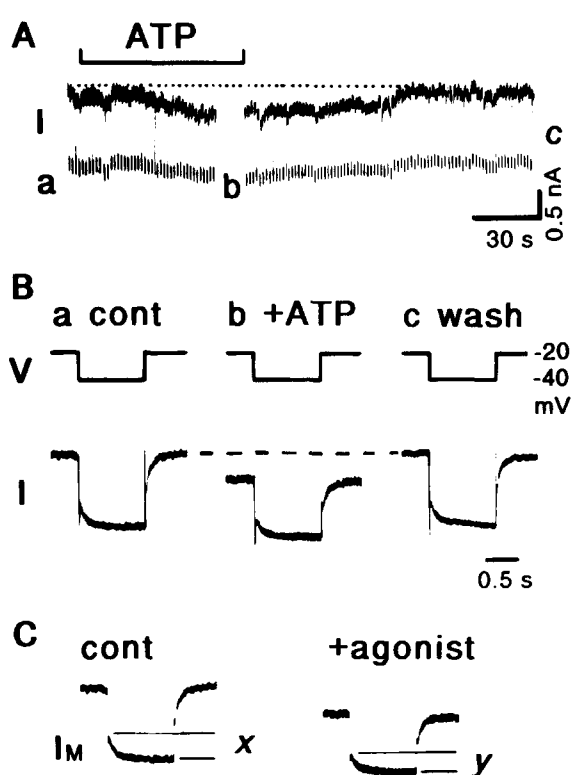 A
ATP
I
a
b
c
0.5 nA
30 s
B
a cont
b +ATP
c wash
V
-20
-40
mV
I
0.5 s
C
cont
+agonist
IM
x
y